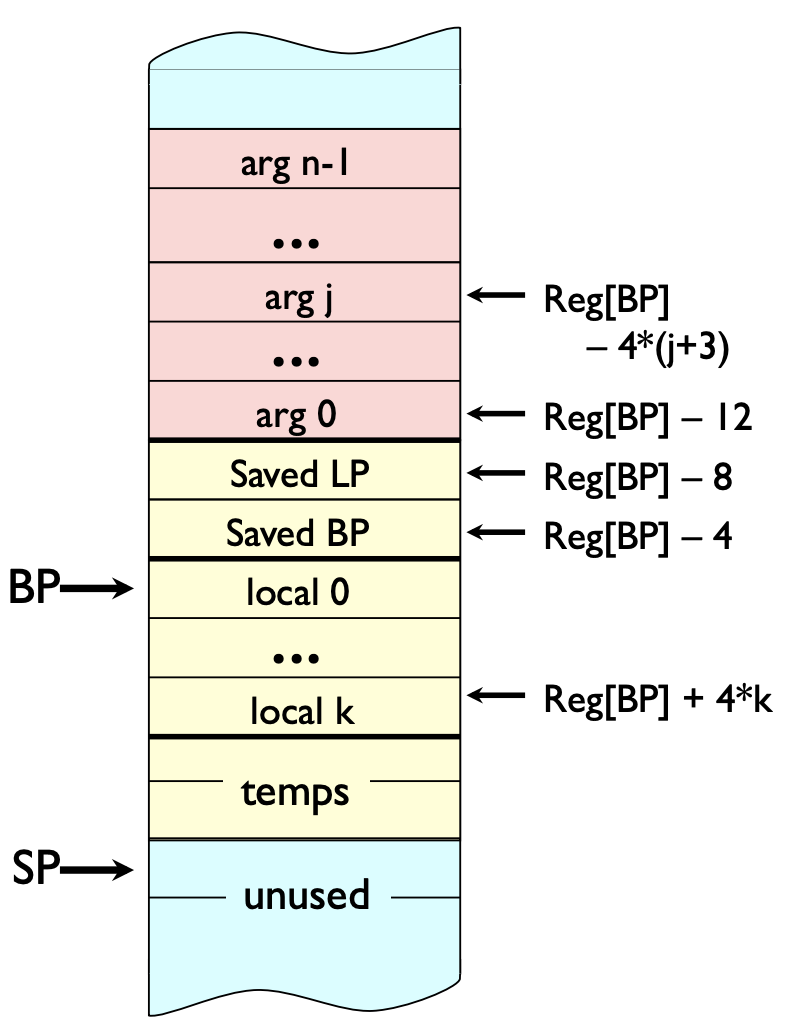 arg n-1
...
arg j
Reg[BP]
– 4*(j+3)
...
arg 0
Reg[BP] – 12
Saved LP
Reg[BP] – 8
Saved BP
Reg[BP] – 4
BP
local 0
...
local k
Reg[BP] + 4*k
temps
SP
unused